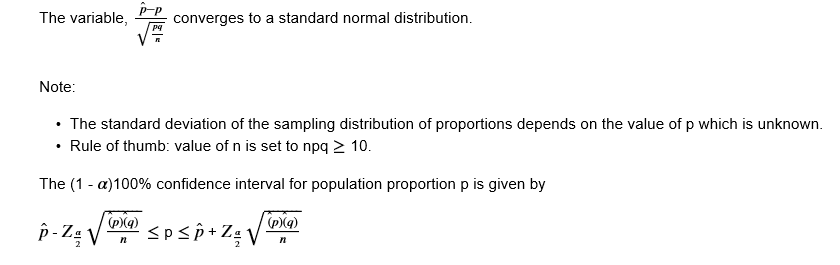 The variable, $\frac{\hat{p}-p}{\sqrt{\frac{pq}{n}}}$ converges to a standard normal distribution.
Note:
• The standard deviation of the sampling distribution of proportions depends on the value of p which is unknown.
• Rule of thumb: value of n is set to npq ≥ 10.
The (1 - α)100% confidence interval for population proportion p is given by
$\hat{p} - Z_{\frac{\alpha}{2}} \sqrt{\frac{\hat{(p)}\hat{(q)}}{n}} \le p \le \hat{p} + Z_{\frac{\alpha}{2}} \sqrt{\frac{\hat{(p)}\hat{(q)}}{n}}$